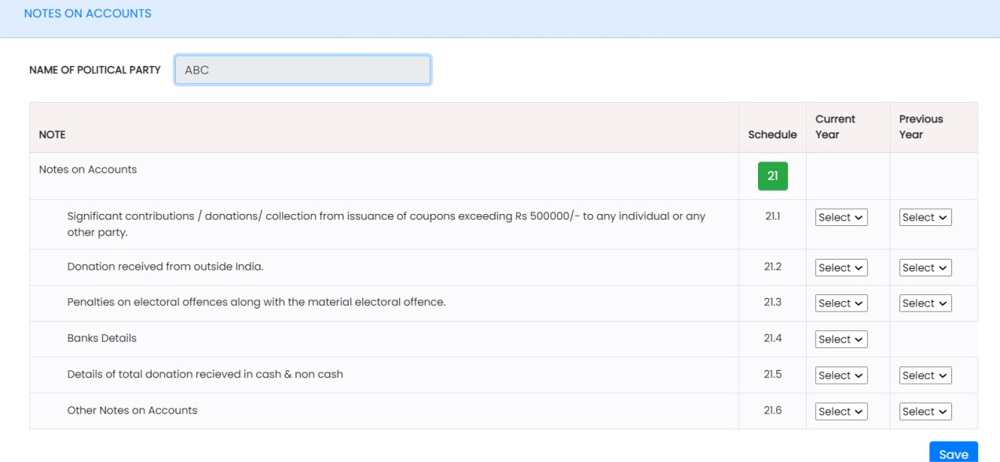 NOTES ON ACCOUNTS
NAME OF POLITICAL PARTY ABC
NOTE Schedule Current Year Previous Year
Notes on Accounts 21
Significant contributions / donations/ collection from issuance of coupons exceeding Rs 500000/- to any individual or any 21.1 Select Select
other party.
Donation received from outside India. 21.2 Select Select
Penalties on electoral offences along with the material electoral offence. 21.3 Select Select
Banks Details 21.4 Select
Details of total donation recieved in cash & non cash 21.5 Select Select
Other Notes on Accounts 21.6 Select Select
Save